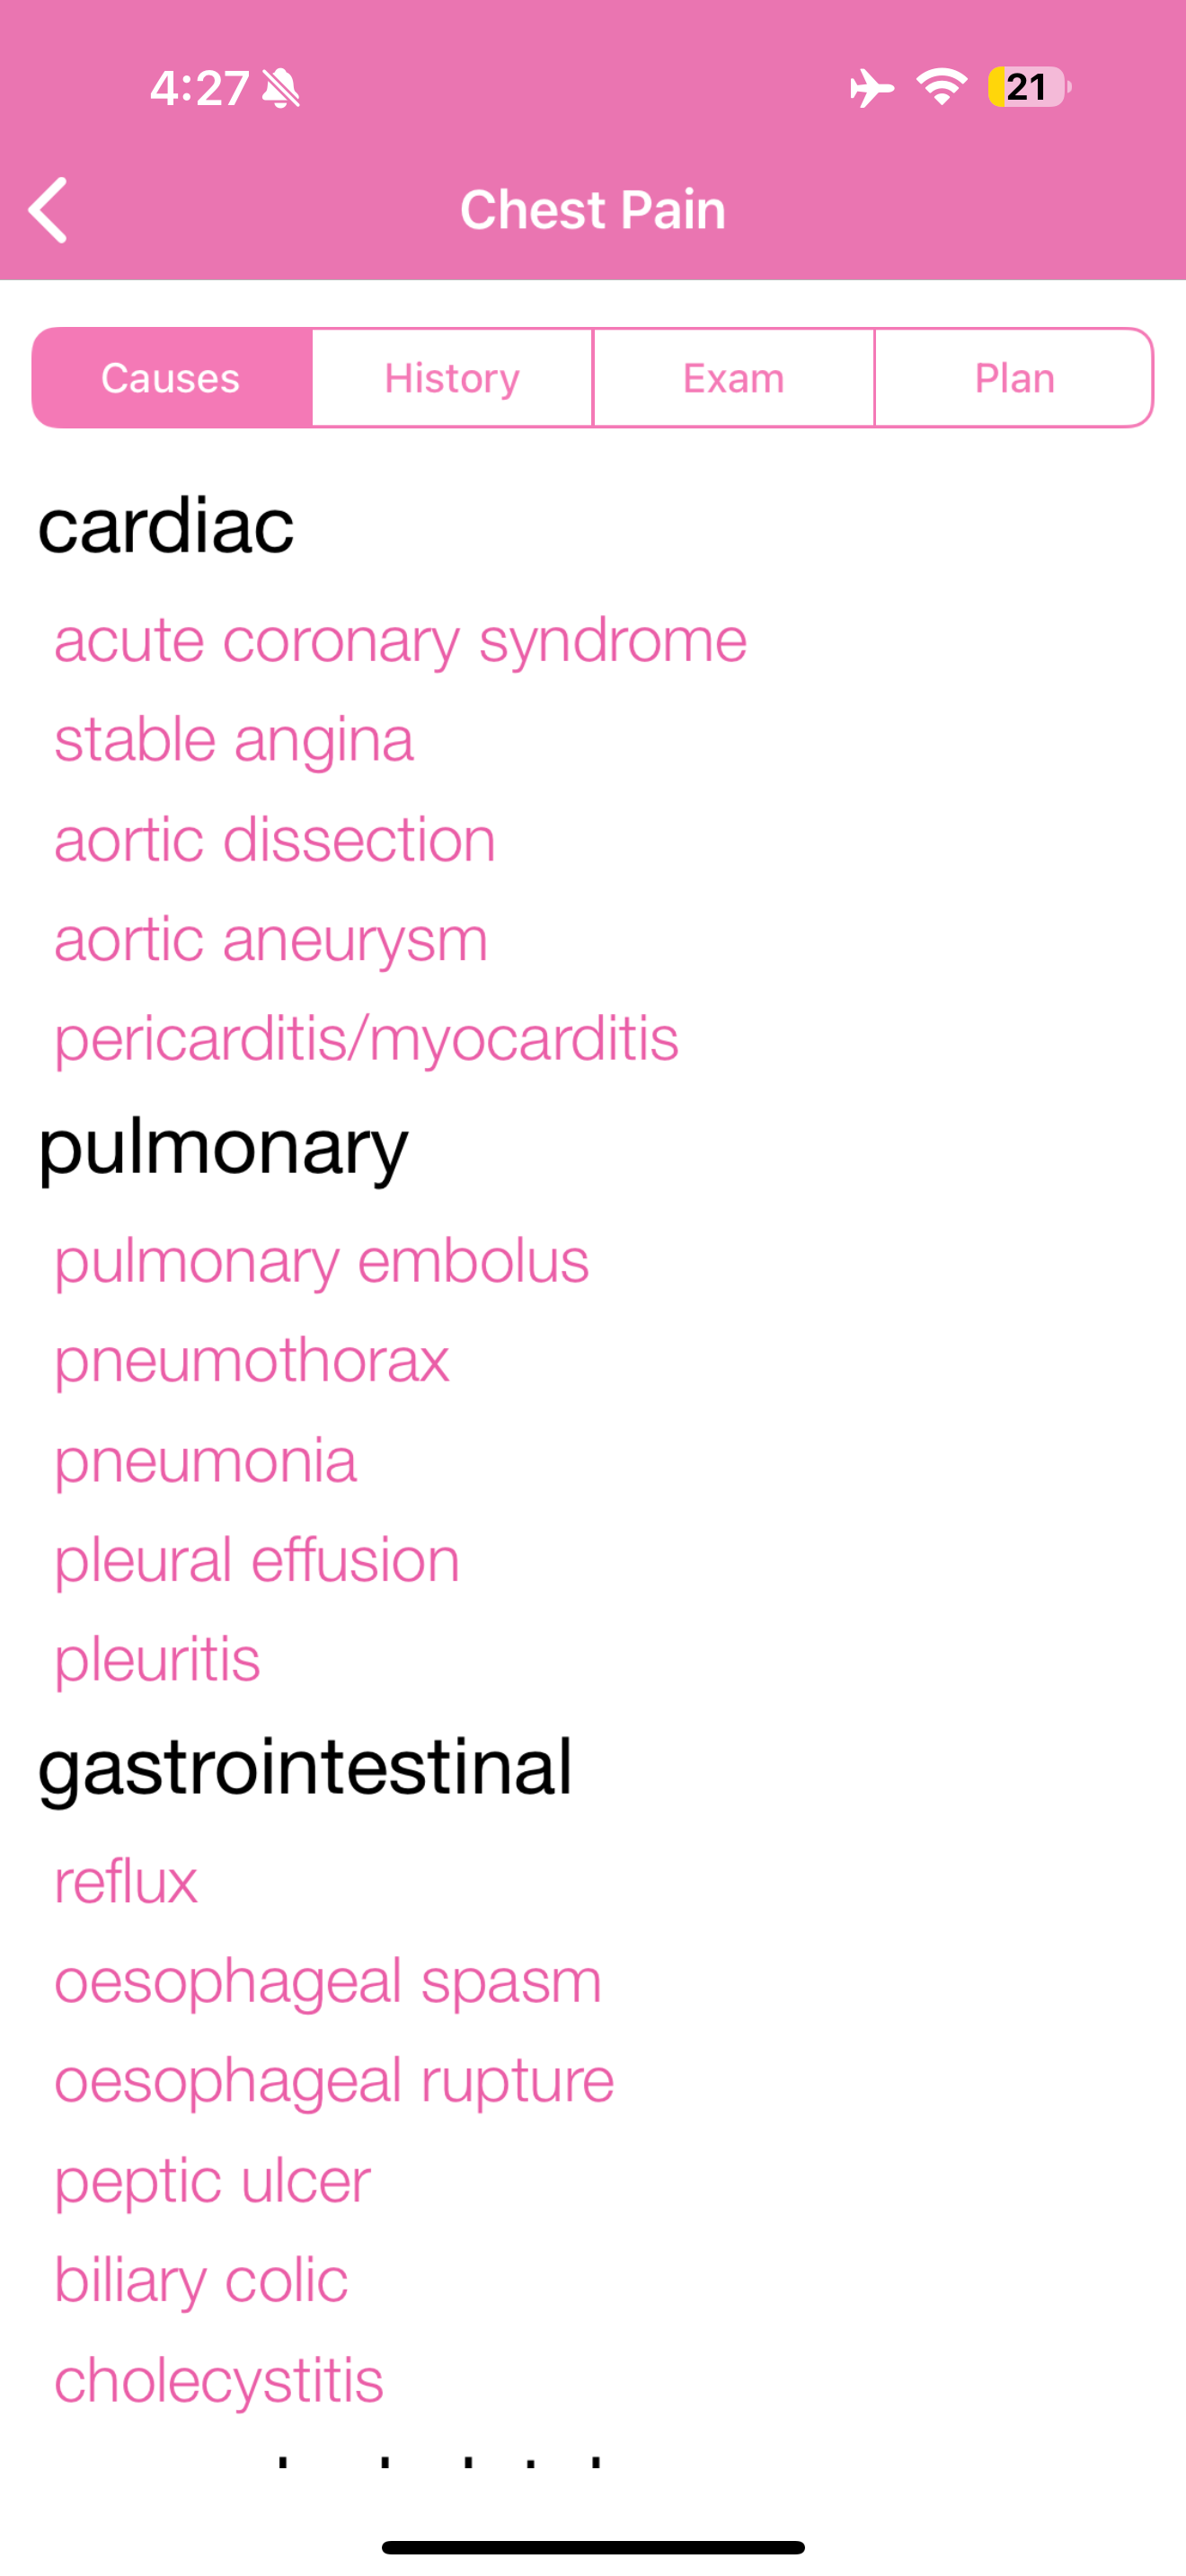 4:27
21
Chest Pain
Causes History Exam Plan
cardiac
acute coronary syndrome
stable angina
aortic dissection
aortic aneurysm
pericarditis/myocarditis
pulmonary
pulmonary embolus
pneumothorax
pneumonia
pleural effusion
pleuritis
gastrointestinal
reflux
oesophageal spasm
oesophageal rupture
peptic ulcer
biliary colic
cholecystitis